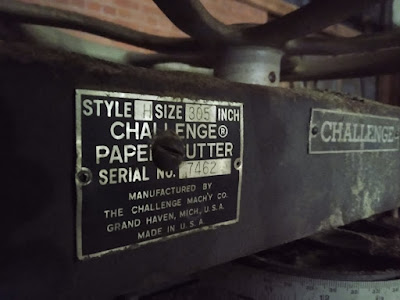 STYLE H SIZE 305 INCH
CHALLENGE®
PAPER CUTTER
SERIAL NO. 7462
MANUFACTURED BY
THE CHALLENGE MACH'Y CO.
GRAND HAVEN, MICH., U.S.A.
MADE IN U.S.A.
CHALLENGE